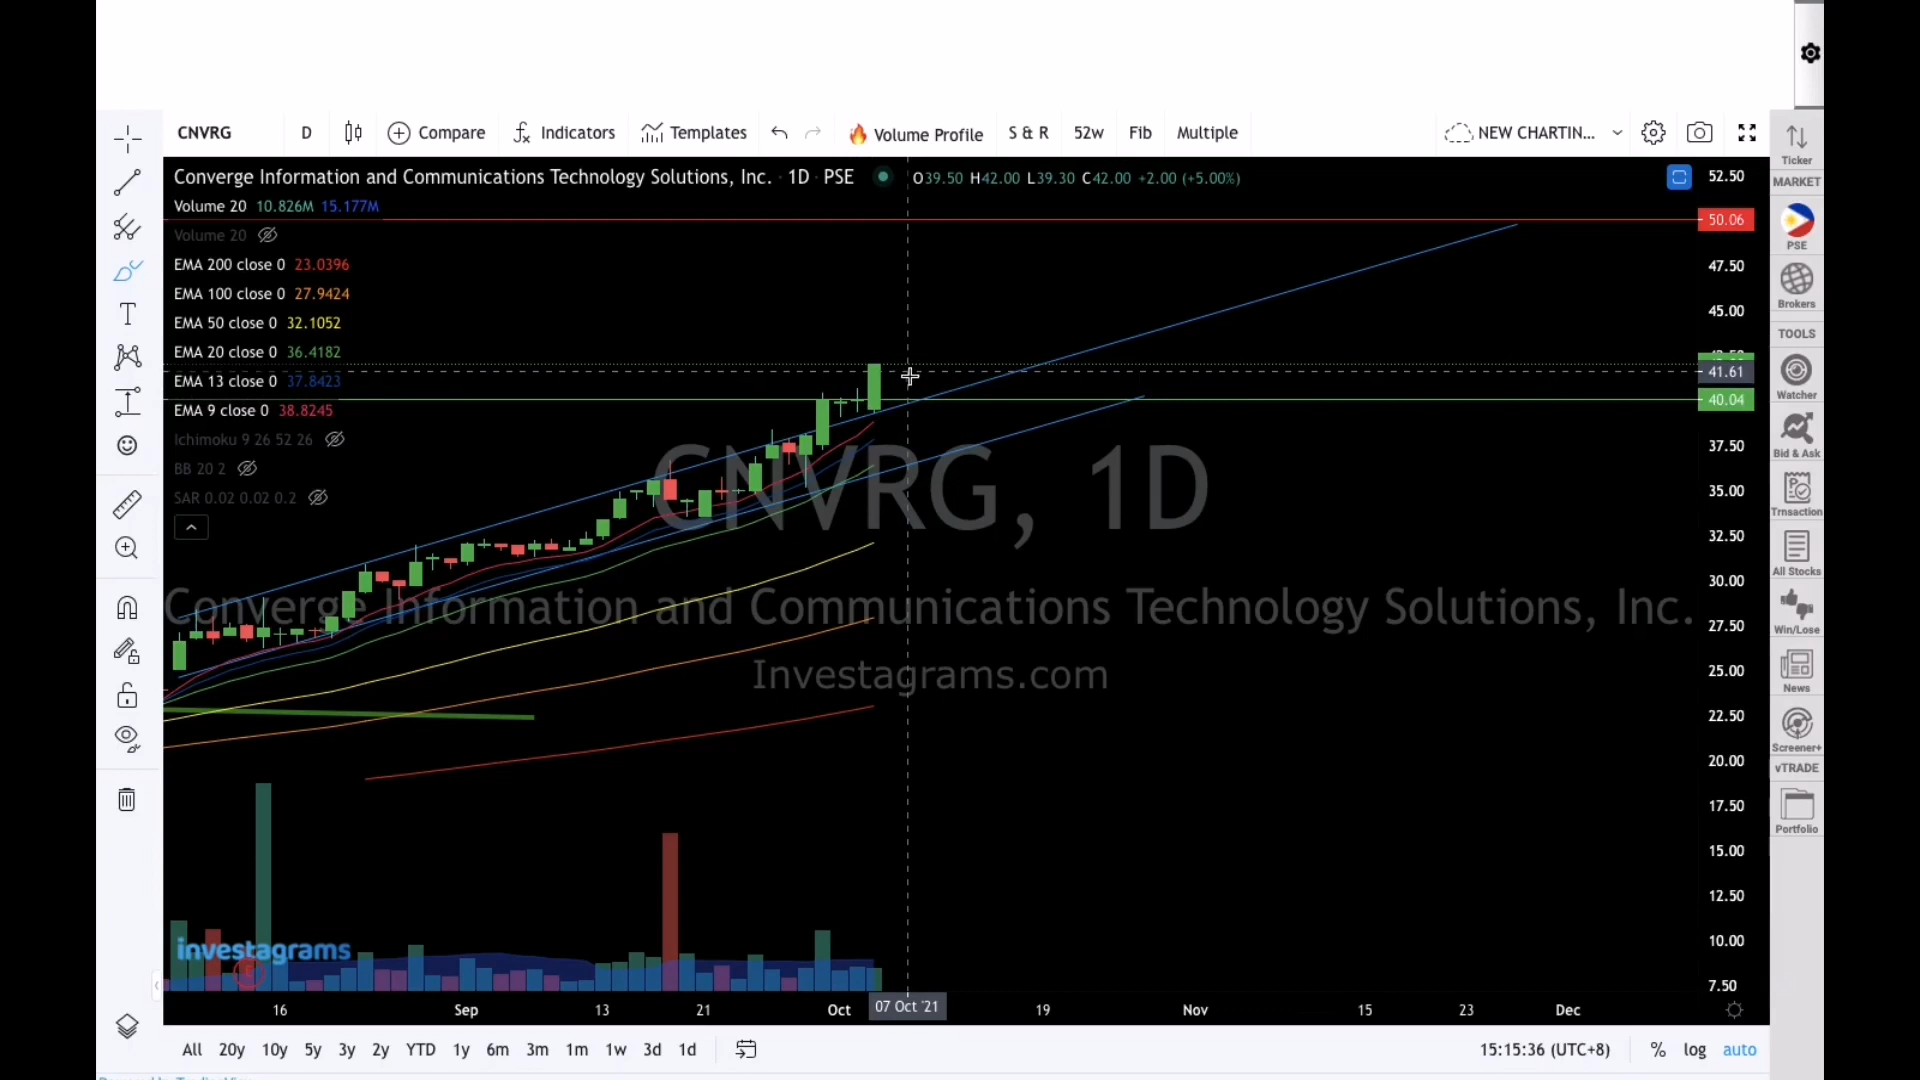 CNVRG D Compare Indicators Templates Volume Profile S & R 52w Fib Multiple NEW CHARTIN...
Converge Information and Communications Technology Solutions, Inc. · 1D · PSE O39.50 H42.00 L39.30 C42.00 +2.00 (+5.00%)
Volume 20 10.826M 15.177M
Volume 20
EMA 200 close 0 23.0396
EMA 100 close 0 27.9424
EMA 50 close 0 32.1052
EMA 20 close 0 36.4182
EMA 13 close 0 37.8423
EMA 9 close 0 38.8245
Ichimoku 9 26 52 26
BB 20 2
SAR 0.02 0.02 0.2
CNVRG, 1D
Converge Information and Communications Technology Solutions, Inc.
Investagrams.com
investagrams
E
52.50
50.06
47.50
45.00
41.61
40.04
37.50
35.00
32.50
30.00
27.50
25.00
22.50
20.00
17.50
15.00
12.50
10.00
7.50
16 Sep 13 21 Oct 07 Oct '21 19 Nov 15 23 Dec
All 20y 10y 5y 3y 2y YTD 1y 6m 3m 1m 1w 3d 1d 15:15:36 (UTC+8) % log auto
Ticker
MARKET
PSE
Brokers
TOOLS
Watcher
Bid & Ask
Trnsaction
All Stocks
Win/Lose
News
Screener+
vTRADE
Portfolio